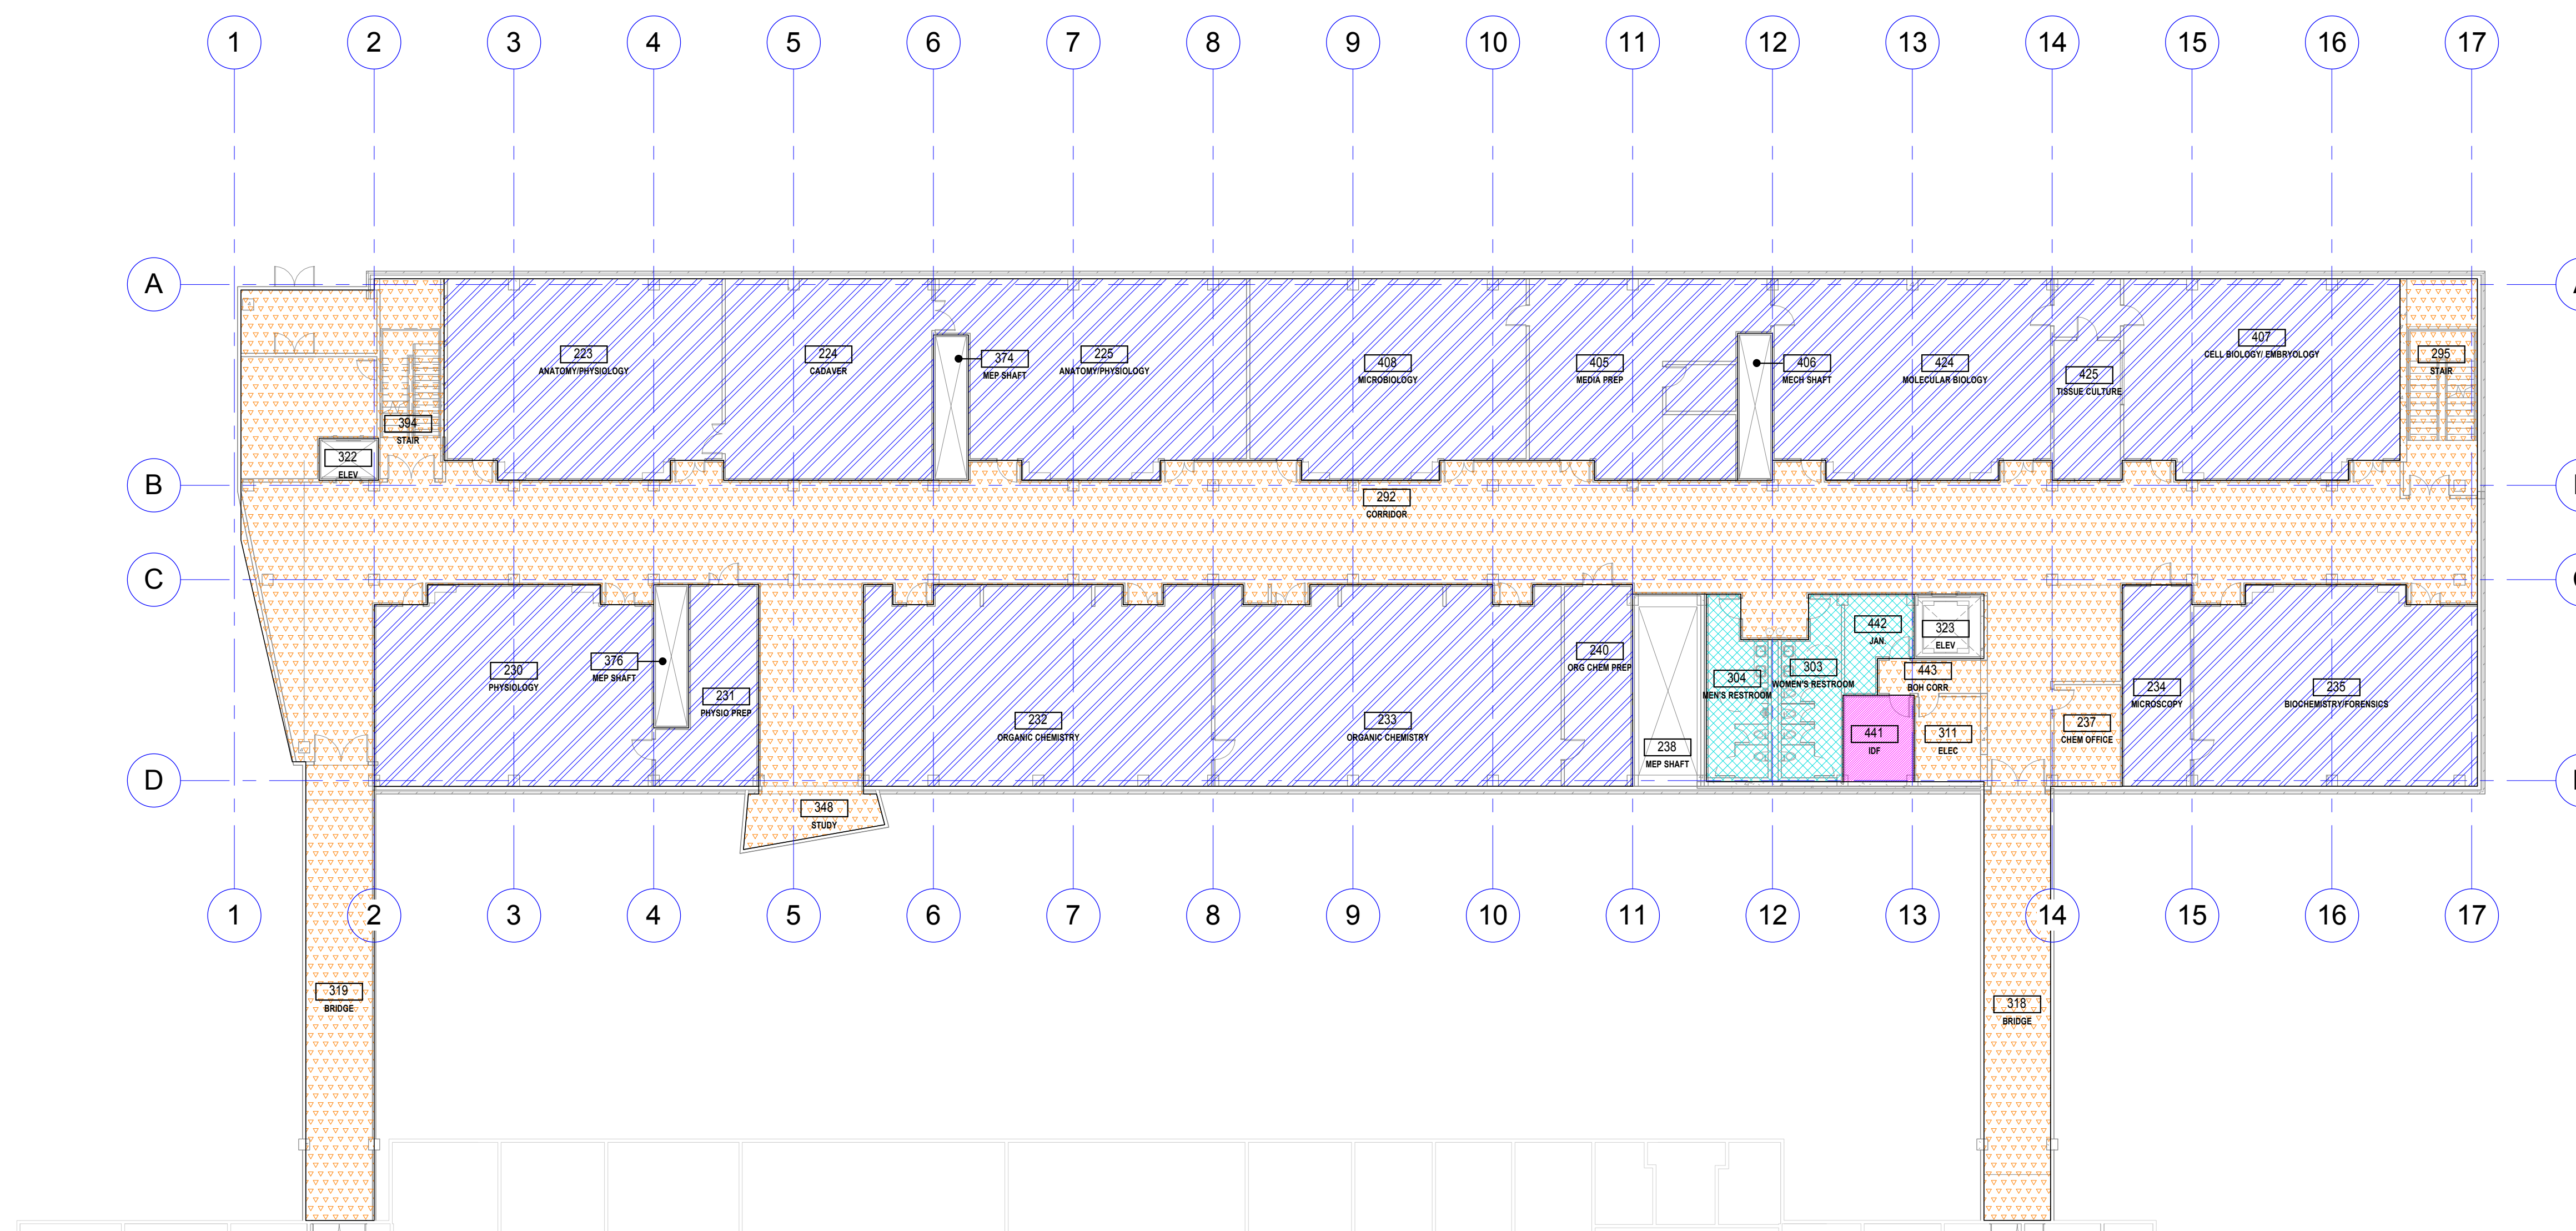 1 2 3 4 5 6 7 8 9 10 11 12 13 14 15 16 17
A
223
ANATOMY/PHYSIOLOGY
224
CADAVER
374
MEP SHAFT
225
ANATOMY/PHYSIOLOGY
408
MICROBIOLOGY
405
MEDIA PREP
406
MECH SHAFT
424
MOLECULAR BIOLOGY
425
TISSUE CULTURE
407
CELL BIOLOGY/ EMBRYOLOGY
295
STAIR
394
STAIR
322
ELEV
B
292
CORRIDOR
C
230
PHYSIOLOGY
376
MEP SHAFT
231
PHYSIO PREP
232
ORGANIC CHEMISTRY
233
ORGANIC CHEMISTRY
240
ORG CHEM PREP
238
MEP SHAFT
304
MEN'S RESTROOM
303
WOMEN'S RESTROOM
442
JAN.
323
ELEV
443
BOH CORR
441
IDF
311
ELEC
237
CHEM OFFICE
234
MICROSCOPY
235
BIOCHEMISTRY/FORENSICS
D
348
STUDY
1 2 3 4 5 6 7 8 9 10 11 12 13 14 15 16 17
319
BRIDGE
318
BRIDGE